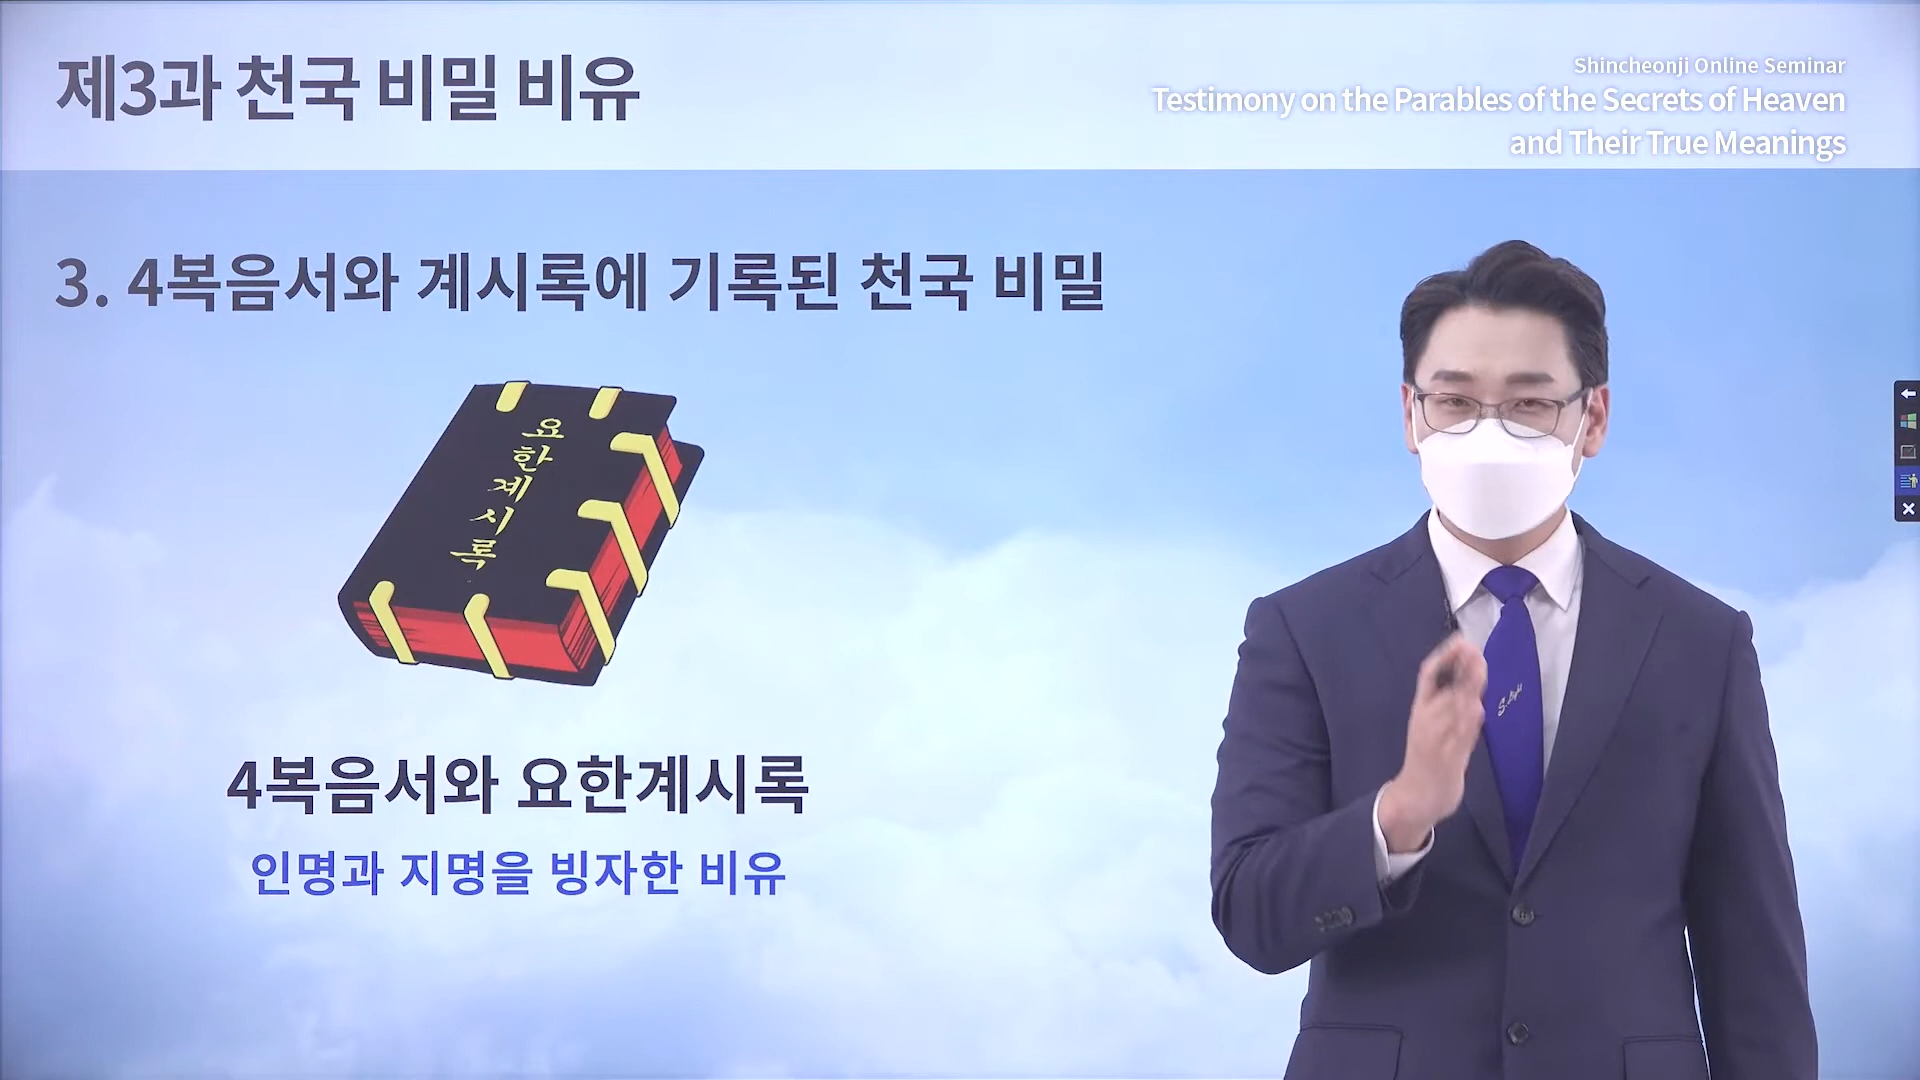 제3과 천국 비밀 비유
Shincheonji Online Seminar
Testimony on the Parables of the Secrets of Heaven
and Their True Meanings
3. 4복음서와 계시록에 기록된 천국 비밀
요한계시록
4복음서와 요한계시록
인명과 지명을 빙자한 비유
S.Light